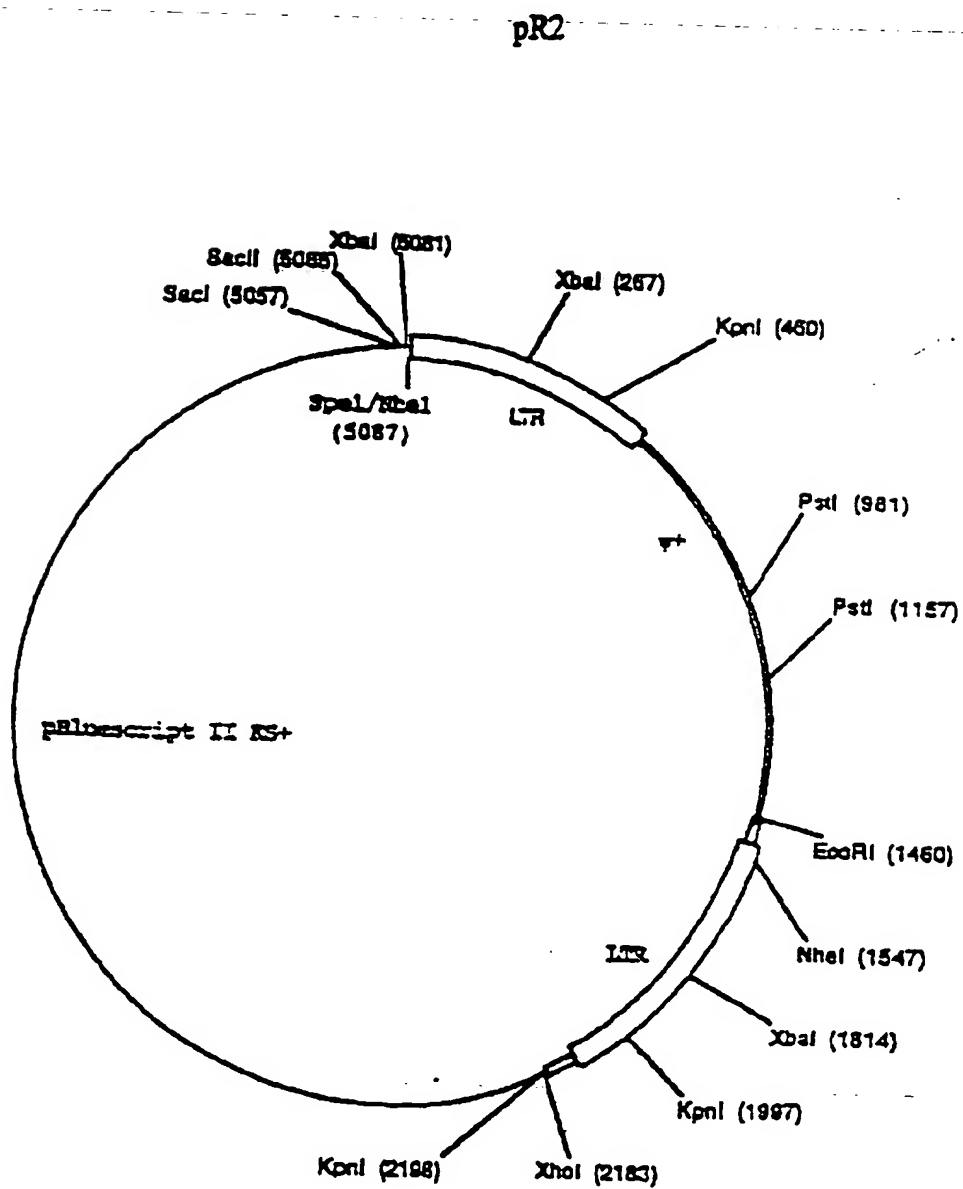 pR2
XbaI (5081)
SacII (5066)
SacI (5057)
XbaI (267)
KpnI (460)
SpeI/NheI
(5087)
LTR
PstI (981)
Ψ+
PstI (1157)
pBluescript II KS+
EcoRI (1460)
LTR
NheI (1547)
XbaI (1814)
KpnI (1997)
KpnI (2198)
XhoI (2183)